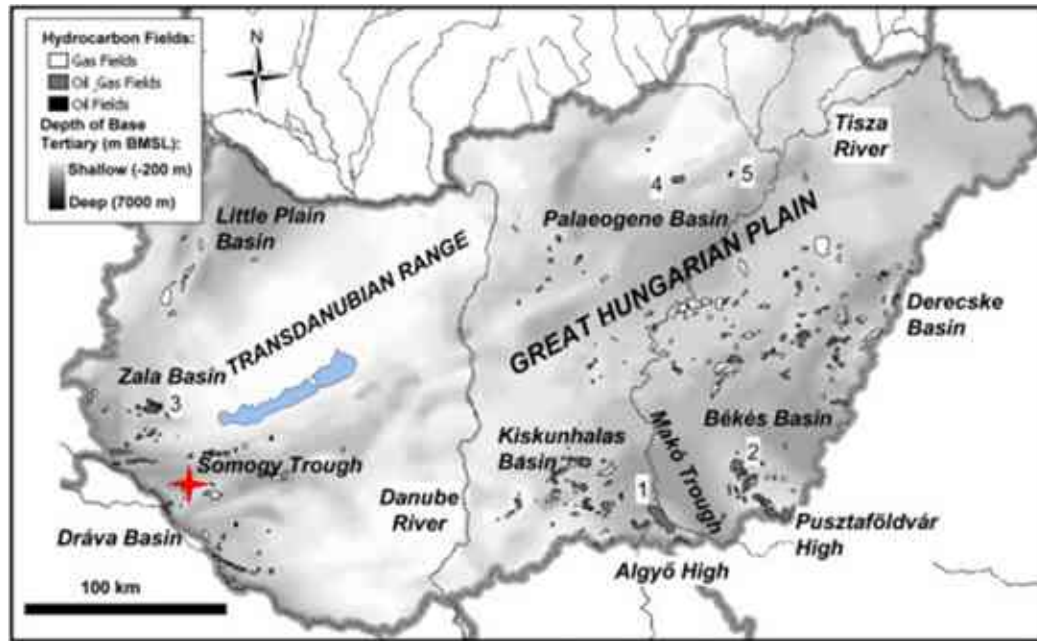 Hydrocarbon Fields:
Gas Fields
Oil_Gas Fields
Oil Fields
Depth of Base
Tertiary (m BMSL):
Shallow (-200 m)
Deep (7000 m)
N
Tisza
River
4
5
Little Plain
Basin
Palaeogene Basin
TRANSDANUBIAN RANGE
GREAT HUNGARIAN PLAIN
Derecske
Basin
Zala Basin
3
Békés Basin
Kiskunhalas
Basin
Makó Trough
2
Somogy Trough
1
Danube
River
Dráva Basin
Pusztaföldvár
High
Algyő High
100 km